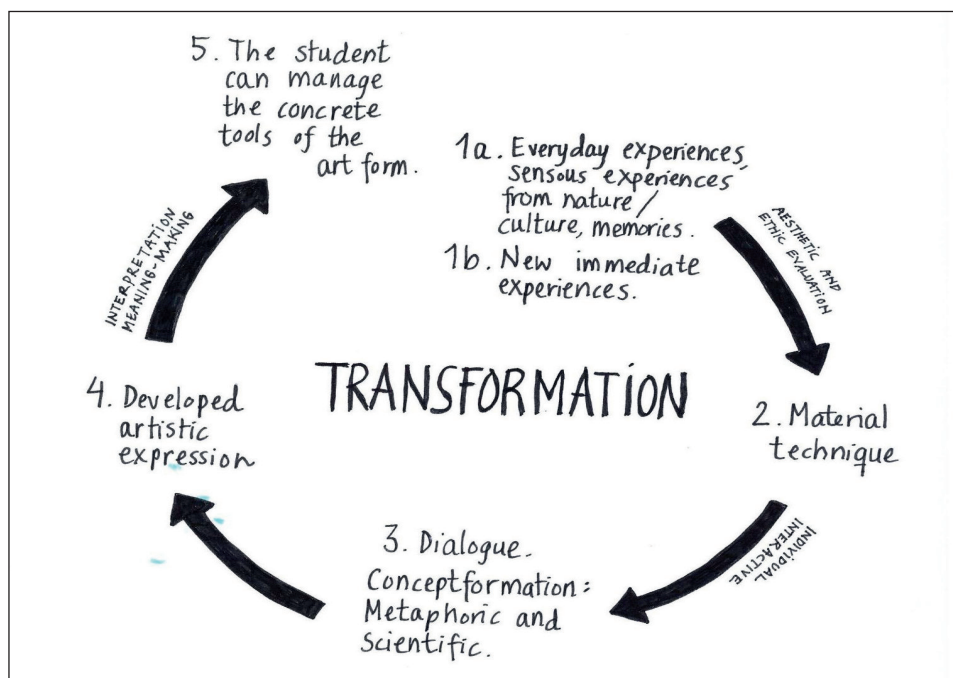 5. The student
can manage
the concrete
tools of the
art form.
1a. Everyday experiences,
sensous experiences
from nature/
culture, memories.
1b. New immediate
experiences.
AESTHETIC AND
ETHIC EVALUATION
INTERPRETATION
MEANING-MAKING
TRANSFORMATION
4. Developed
artistic
expression
2. Material
technique
INDIVIDUAL
INTERACTIVE
3. Dialogue.
Conceptformation:
Metaphoric and
Scientific.